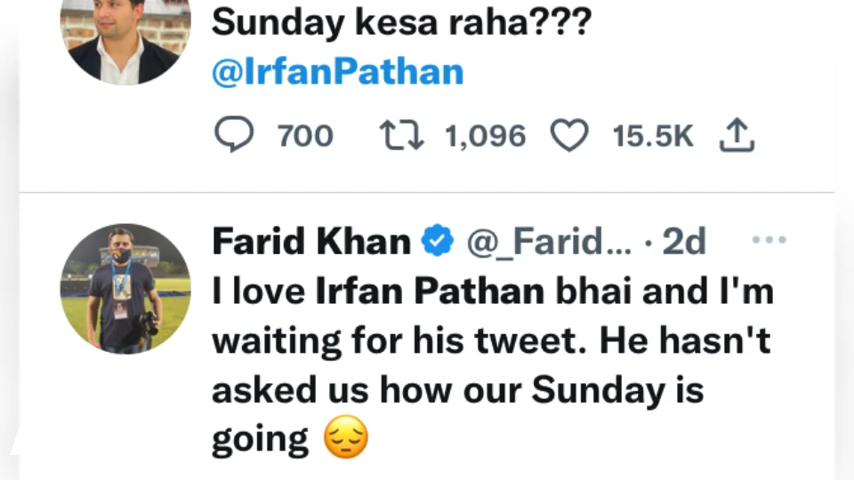 Sunday kesa raha???
@IrfanPathan
700 1,096 15.5K
Farid Khan @_Farid... · 2d
I love Irfan Pathan bhai and I'm
waiting for his tweet. He hasn't
asked us how our Sunday is
going 😔